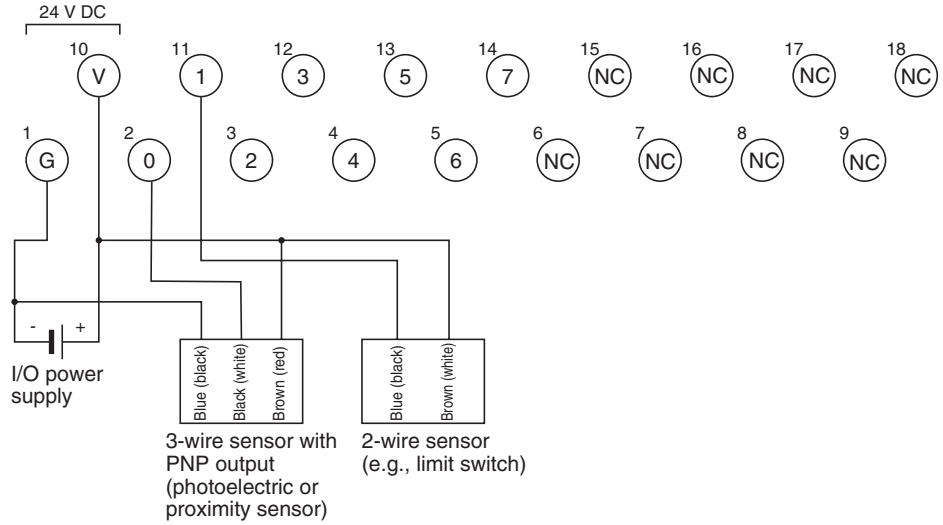 24 V DC
10 11 12 13 14 15 16 17 18
V 1 3 5 7 NC NC NC NC
1 2 3 4 5 6 7 8 9
G 0 2 4 6 NC NC NC NC
- +
I/O power
supply
Blue (black)
Black (white)
Brown (red)
Blue (black)
Brown (white)
3-wire sensor with
PNP output
(photoelectric or
proximity sensor)
2-wire sensor
(e.g., limit switch)